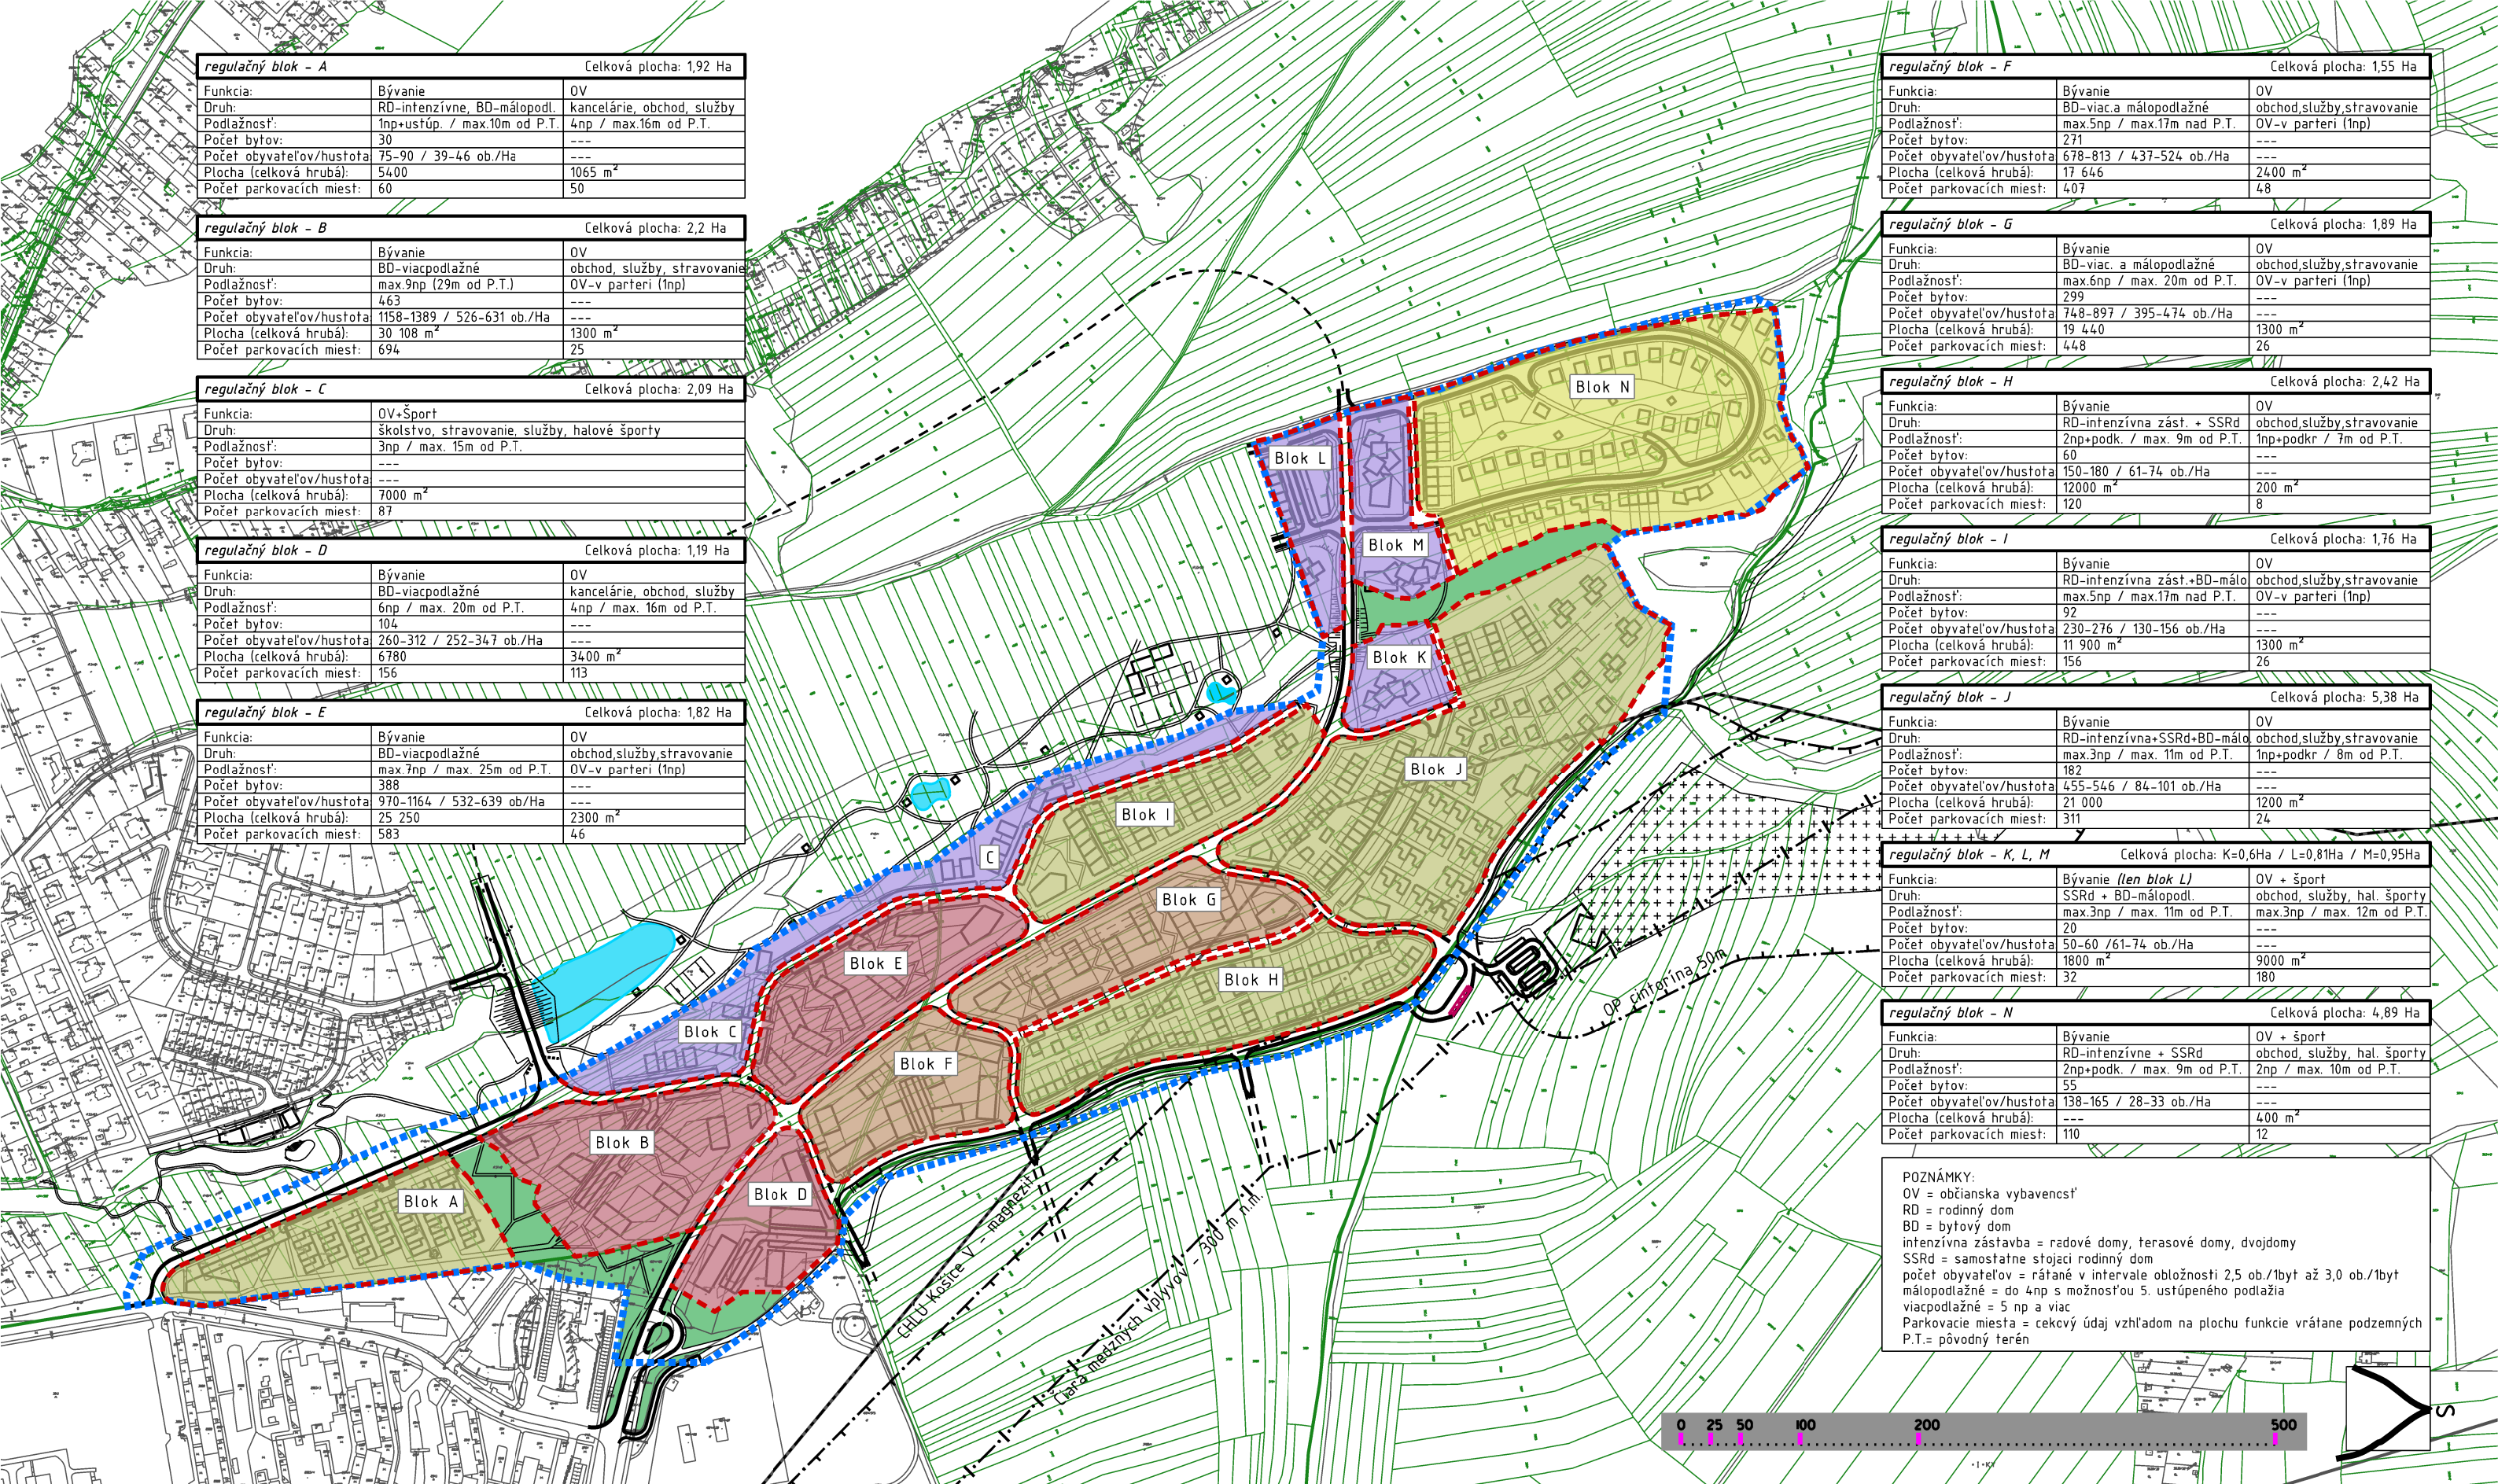 regulačný blok - A Celková plocha: 1,92 Ha
Funkcia: Bývanie OV
Druh: RD-intenzívne, BD-málopodl. kancelárie, obchod, služby
Podlažnosť: 1np+ustúp. / max.10m od P.T. 4np / max.16m od P.T.
Počet bytov: 30 ---
Počet obyvateľov/hustota 75-90 / 39-46 ob./Ha ---
Plocha (celková hrubá): 5400 1065 m²
Počet parkovacích miest: 60 50
regulačný blok - B Celková plocha: 2,2 Ha
Funkcia: Bývanie OV
Druh: BD-viacpodlažné obchod, služby, stravovanie
Podlažnosť: max.9np (29m od P.T.) OV-v parteri (1np)
Počet bytov: 463 ---
Počet obyvateľov/hustota 1158-1389 / 526-631 ob./Ha ---
Plocha (celková hrubá): 30 108 m² 1300 m²
Počet parkovacích miest: 694 25
regulačný blok - C Celková plocha: 2,09 Ha
Funkcia: OV+Šport
Druh: školstvo, stravovanie, služby, halové športy
Podlažnosť: 3np / max. 15m od P.T.
Počet bytov: ---
Počet obyvateľov/hustota ---
Plocha (celková hrubá): 7000 m²
Počet parkovacích miest: 87
regulačný blok - D Celková plocha: 1,19 Ha
Funkcia: Bývanie OV
Druh: BD-viacpodlažné kancelárie, obchod, služby
Podlažnosť: 6np / max. 20m od P.T. 4np / max. 16m od P.T.
Počet bytov: 104 ---
Počet obyvateľov/hustota 260-312 / 252-347 ob./Ha ---
Plocha (celková hrubá): 6780 3400 m²
Počet parkovacích miest: 156 113
regulačný blok - E Celková plocha: 1,82 Ha
Funkcia: Bývanie OV
Druh: BD-viacpodlažné obchod,služby,stravovanie
Podlažnosť: max.7np / max. 25m od P.T. OV-v parteri (1np)
Počet bytov: 388 ---
Počet obyvateľov/hustota 970-1164 / 532-639 ob/Ha ---
Plocha (celková hrubá): 25 250 2300 m²
Počet parkovacích miest: 583 46
regulačný blok - F Celková plocha: 1,55 Ha
Funkcia: Bývanie OV
Druh: BD-viac.a málopodlažné obchod,služby,stravovanie
Podlažnosť: max.5np / max.17m nad P.T. OV-v parteri (1np)
Počet bytov: 271 ---
Počet obyvateľov/hustota 678-813 / 437-524 ob./Ha ---
Plocha (celková hrubá): 17 646 2400 m²
Počet parkovacích miest: 407 48
regulačný blok - G Celková plocha: 1,89 Ha
Funkcia: Bývanie OV
Druh: BD-viac. a málopodlažné obchod,služby,stravovanie
Podlažnosť: max.6np / max. 20m od P.T. OV-v parteri (1np)
Počet bytov: 299 ---
Počet obyvateľov/hustota 748-897 / 395-474 ob./Ha ---
Plocha (celková hrubá): 19 440 1300 m²
Počet parkovacích miest: 448 26
regulačný blok - H Celková plocha: 2,42 Ha
Funkcia: Bývanie OV
Druh: RD-intenzívna zást. + SSRd obchod,služby,stravovanie
Podlažnosť: 2np+podk. / max. 9m od P.T. 1np+podkr / 7m od P.T.
Počet bytov: 60 ---
Počet obyvateľov/hustota 150-180 / 61-74 ob./Ha ---
Plocha (celková hrubá): 12000 m² 200 m²
Počet parkovacích miest: 120 8
regulačný blok - I Celková plocha: 1,76 Ha
Funkcia: Bývanie OV
Druh: RD-intenzívna zást.+BD-málo obchod,služby,stravovanie
Podlažnosť: max.5np / max.17m nad P.T. OV-v parteri (1np)
Počet bytov: 92 ---
Počet obyvateľov/hustota 230-276 / 130-156 ob./Ha ---
Plocha (celková hrubá): 11 900 m² 1300 m²
Počet parkovacích miest: 156 26
regulačný blok - J Celková plocha: 5,38 Ha
Funkcia: Bývanie OV
Druh: RD-intenzívna+SSRd+BD-málo. obchod,služby,stravovanie
Podlažnosť: max.3np / max. 11m od P.T. 1np+podkr / 8m od P.T.
Počet bytov: 182 ---
Počet obyvateľov/hustota 455-546 / 84-101 ob./Ha ---
Plocha (celková hrubá): 21 000 1200 m²
Počet parkovacích miest: 311 24
regulačný blok - K, L, M Celková plocha: K=0,6Ha / L=0,81Ha / M=0,95Ha
Funkcia: Bývanie (len blok L) OV + šport
Druh: SSRd + BD-málopodl. obchod, služby, hal. športy
Podlažnosť: max.3np / max. 11m od P.T. max.3np / max. 12m od P.T.
Počet bytov: 20 ---
Počet obyvateľov/hustota 50-60 /61-74 ob./Ha ---
Plocha (celková hrubá): 1800 m² 9000 m²
Počet parkovacích miest: 32 180
regulačný blok - N Celková plocha: 4,89 Ha
Funkcia: Bývanie OV + šport
Druh: RD-intenzívne + SSRd obchod, služby, hal. športy
Podlažnosť: 2np+podk. / max. 9m od P.T. 2np / max. 10m od P.T.
Počet bytov: 55 ---
Počet obyvateľov/hustota 138-165 / 28-33 ob./Ha ---
Plocha (celková hrubá): --- 400 m²
Počet parkovacích miest: 110 12
POZNÁMKY:
OV = občianska vybavencsť
RD = rodinný dom
BD = bytový dom
intenzívna zástavba = radové domy, terasové domy, dvojdomy
SSRd = samostatne stojaci rodinný dom
počet obyvateľov = rátané v intervale obložnosti 2,5 ob./1byt až 3,0 ob./1byt
málopodlažné = do 4np s možnosťou 5. ustúpeného podlažia
viacpodlažné = 5 np a viac
Parkovacie miesta = cekcvý údaj vzhľadom na plochu funkcie vrátane podzemných
P.T.= pôvodný terén
Blok N
Blok L
Blok M
Blok K
Blok J
Blok I
C
Blok G
Blok E
Blok H
Blok C
Blok F
Blok B
Blok D
Blok A
OP cintorína 50m
CHLÚ Košice V - magnezit
Čiara medzných vplyvov - 300 m n.m.
0 25 50 100 200 500
S